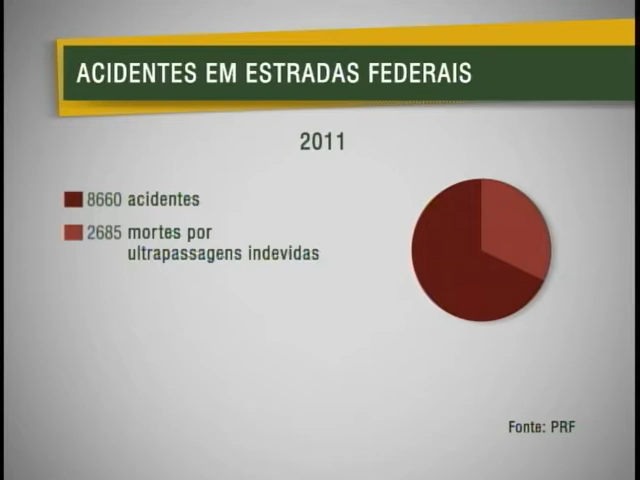 ACIDENTES EM ESTRADAS FEDERAIS
2011
8660 acidentes
2685 mortes por
ultrapassagens indevidas
Fonte: PRF